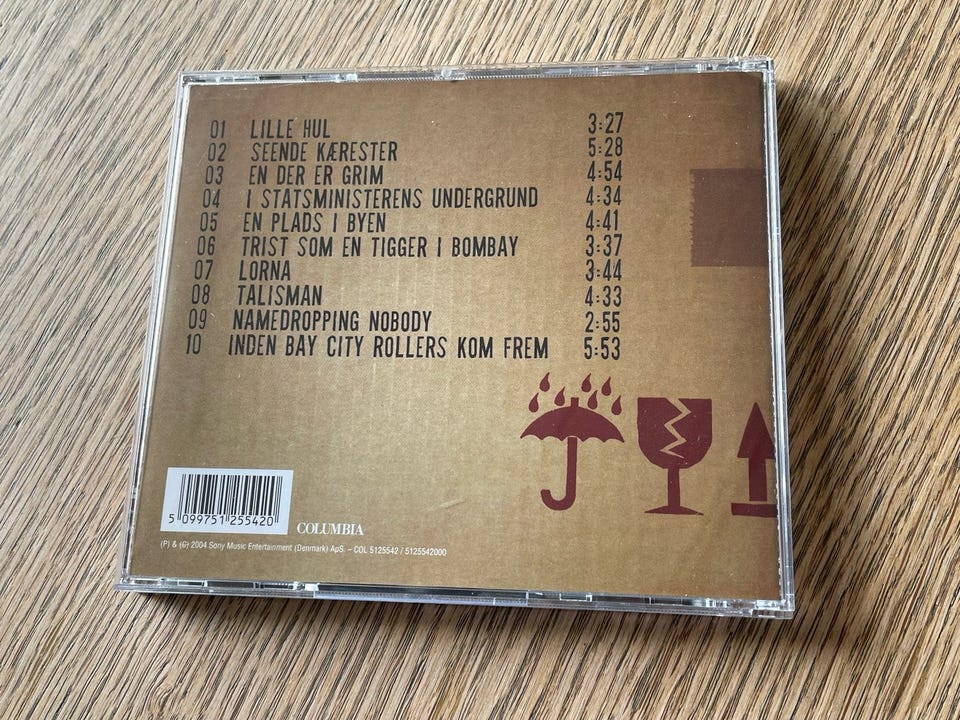 01 LILLE HUL 3:27
02 SEENDE KÆRESTER 5:28
03 EN DER ER GRIM 4:54
04 I STATSMINISTERENS UNDERGRUND 4:34
05 EN PLADS I BYEN 4:41
06 TRIST SOM EN TIGGER I BOMBAY 3:37
07 LORNA 3:44
08 TALISMAN 4:33
09 NAMEDROPPING NOBODY 2:55
10 INDEN BAY CITY ROLLERS KOM FREM 5:53
5 099751 255420
COLUMBIA
(P) & (C) 2004 Sony Music Entertainment (Denmark) ApS. – COL 5125542 / 5125542000